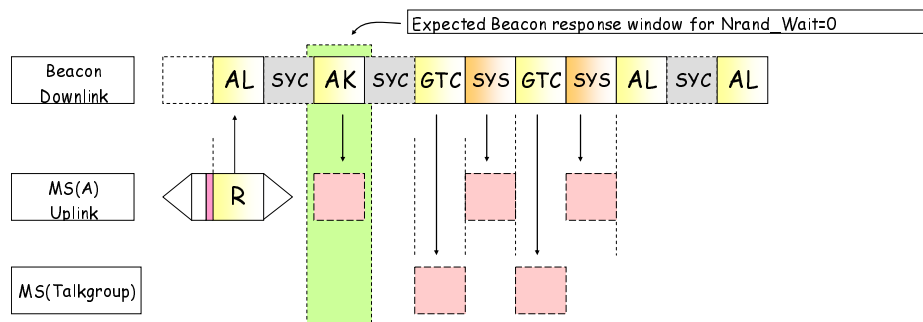 Expected Beacon response window for Nrand_Wait=0
Beacon
Downlink
AL SYC AK SYC GTC SYS GTC SYS AL SYC AL
MS(A)
Uplink
R
MS(Talkgroup)